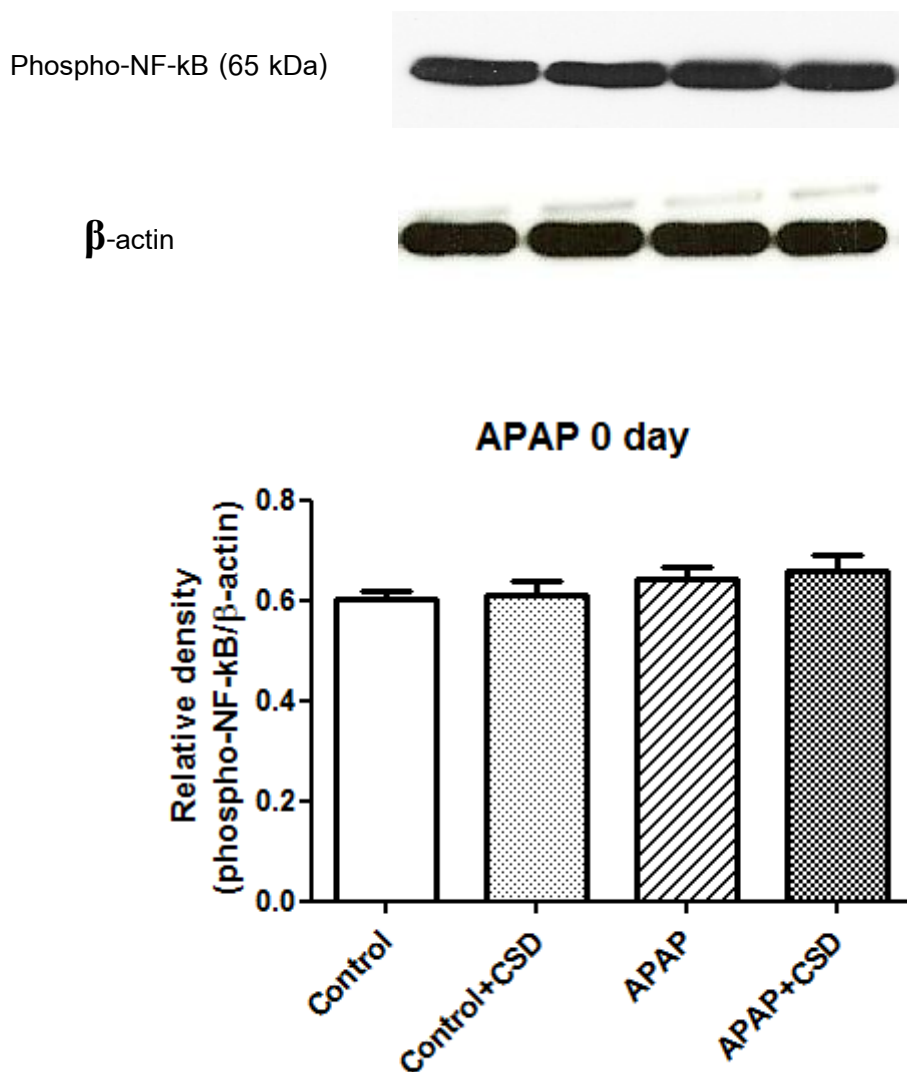 Phospho-NF-kB (65 kDa)
β-actin
APAP 0 day
Relative density
(phospho-NF-kB/β-actin)
0.8
0.6
0.4
0.2
0.0
Control
Control+CSD
APAP
APAP+CSD